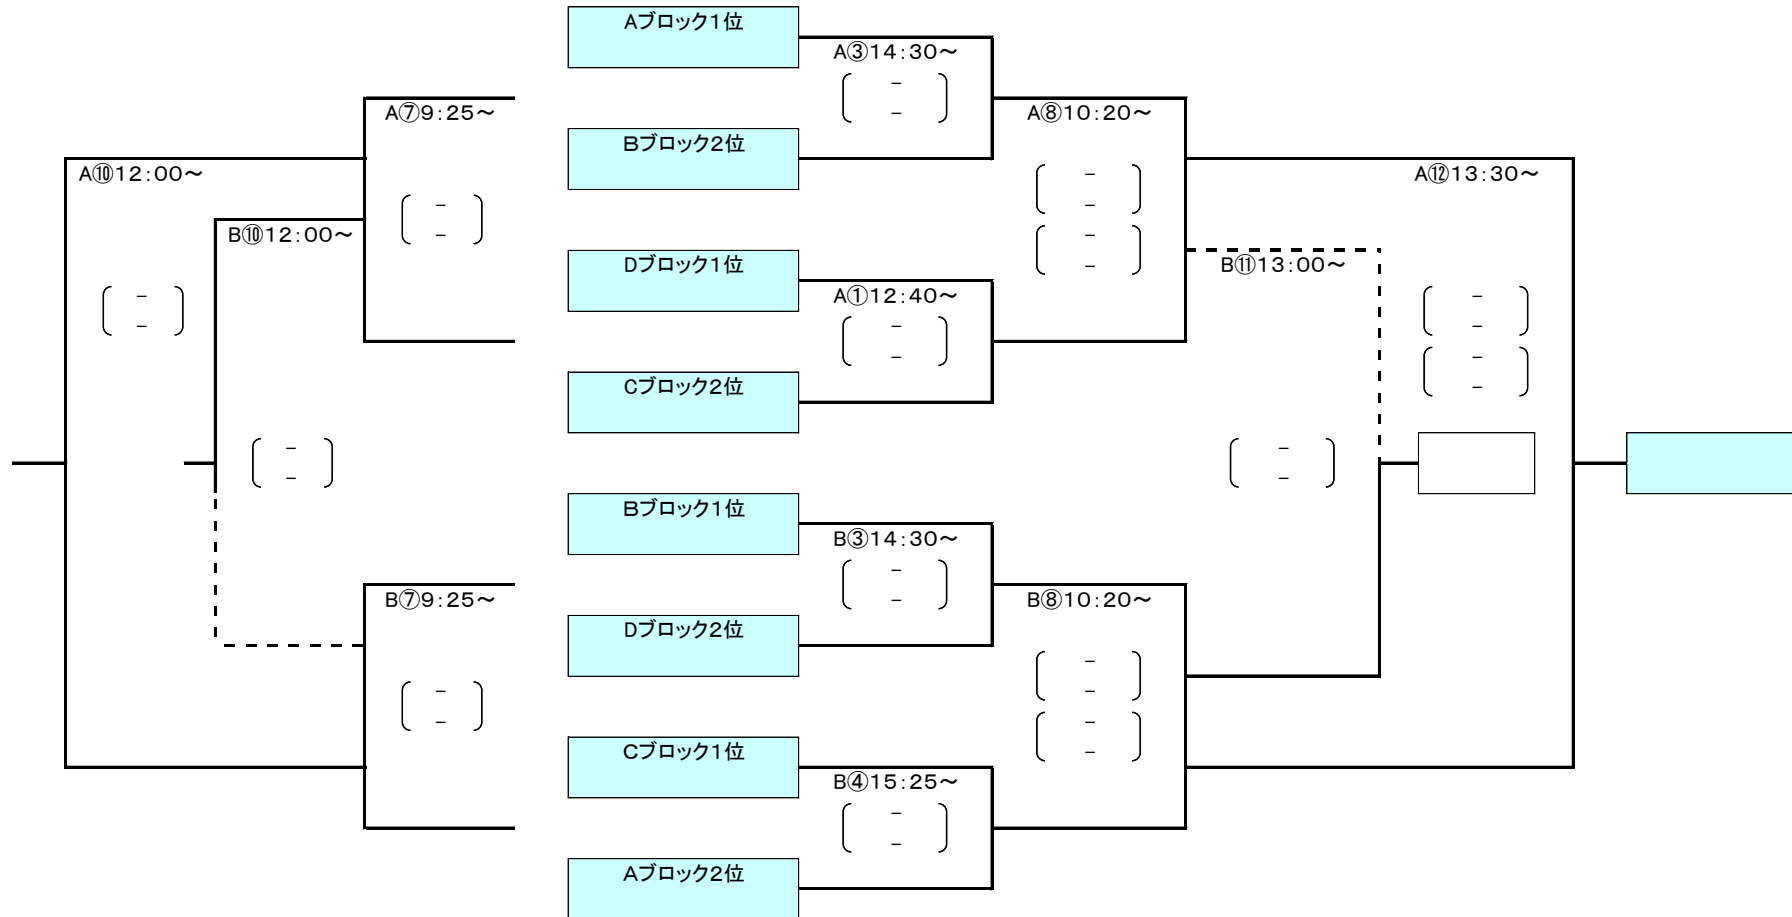 Aブロック1位
A③14:30～
－
－
A⑦9:25～
A⑧10:20～
Bブロック2位
A⑩12:00～
A⑫13:30～
－
－
－
－
B⑩12:00～
－
－
Dブロック1位
B⑪13:00～
A①12:40～
－
－
－
－
－
－
－
－
Cブロック2位
－
－
－
－
Bブロック1位
B③14:30～
－
－
B⑦9:25～
B⑧10:20～
Dブロック2位
－
－
－
－
－
－
Cブロック1位
B④15:25～
－
－
Aブロック2位